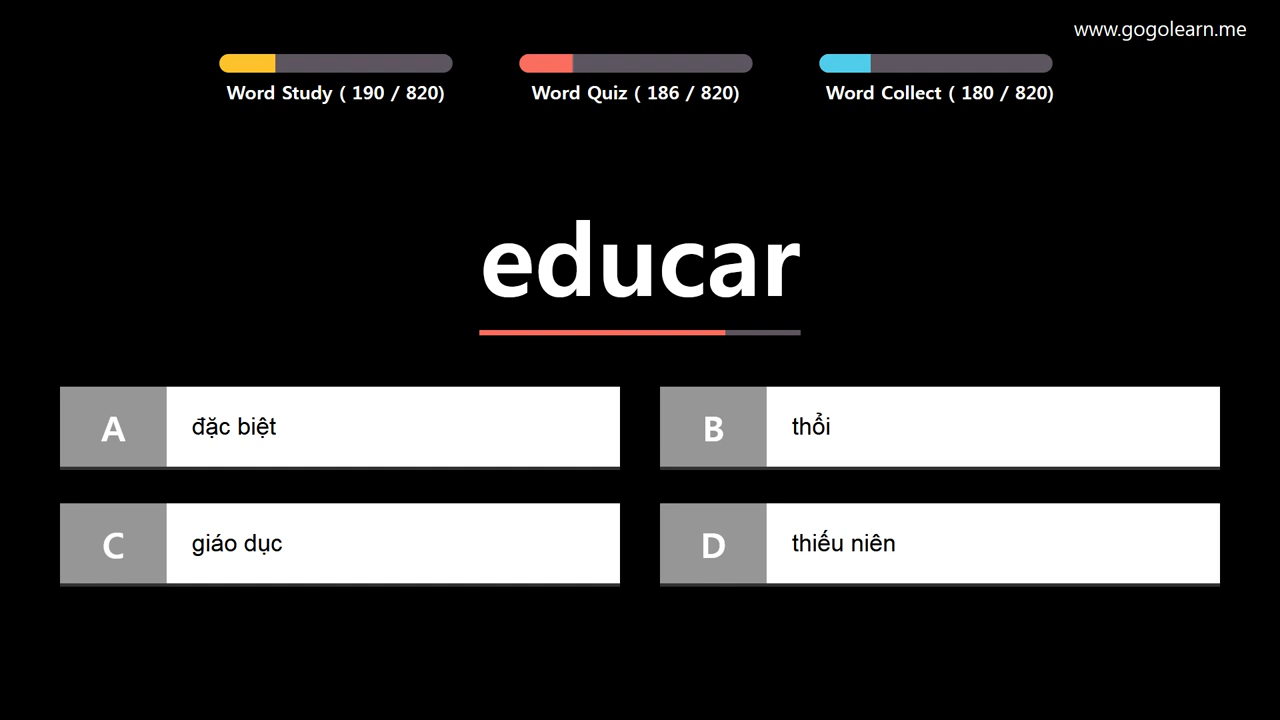 www.gogolearn.me
Word Study ( 190 / 820)
Word Quiz ( 186 / 820)
Word Collect ( 180 / 820)
educar
A
đặc biệt
B
thổi
C
giáo dục
D
thiếu niên